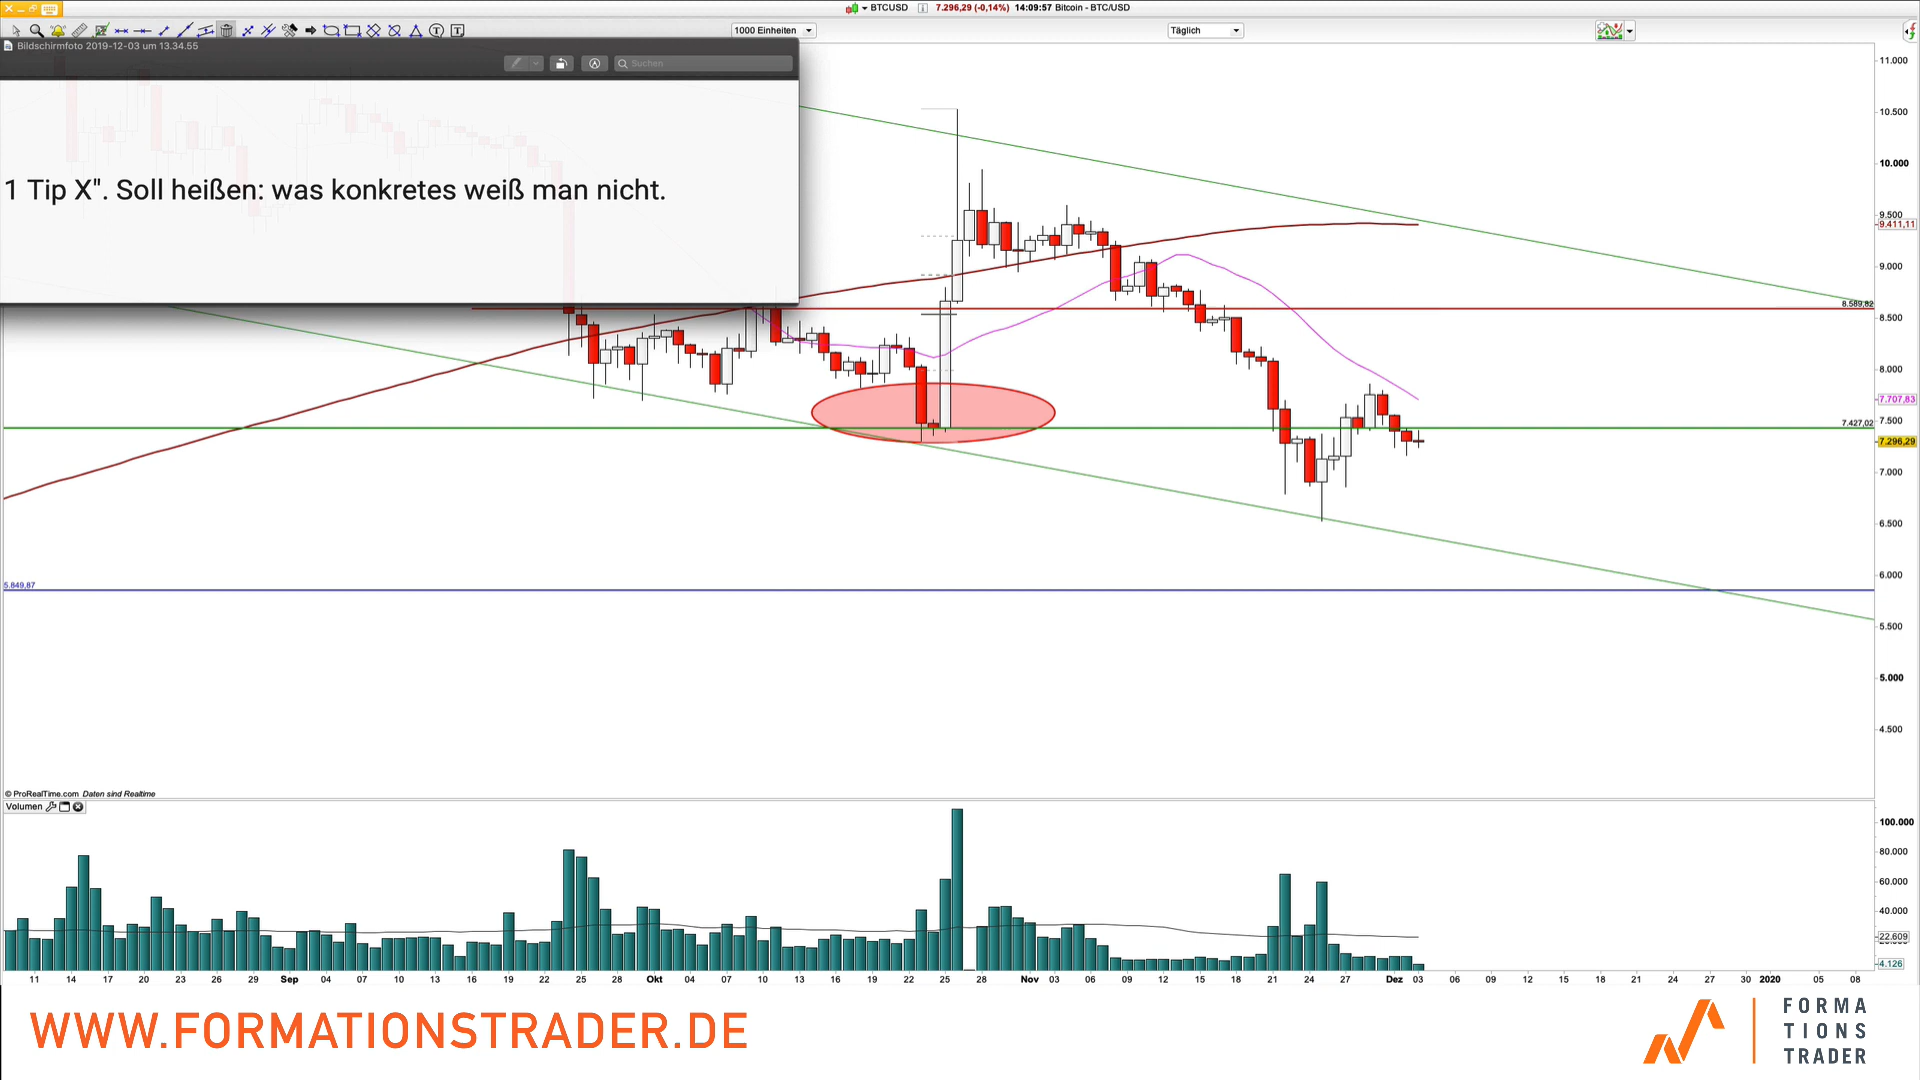 BTCUSD 7.296,29 (-0,14%) 14:09:57 Bitcoin - BTC/USD
1000 Einheiten
Täglich
Bildschirmfoto 2019-12-03 um 13.34.55
Suchen
1 Tip X". Soll heißen: was konkretes weiß man nicht.
11.000
10.500
10.000
9.500
9.411,11
9.000
8.589,82
8.500
8.000
7.707,83
7.500
7.427,02
7.296,29
7.000
6.500
6.000
5.849,87
5.500
5.000
4.500
© ProRealTime.com Daten sind Realtime
Volumen
100.000
80.000
60.000
40.000
22.609
4.126
11 14 17 20 23 26 Sep 04 07 10 13 16 19 22 25 28 Okt 04 07 10 13 16 19 22 25 28 Nov 03 06 09 12 15 18 21 24 27 Dez 03 06 09 12 15 18 21 24 27 30 2020 05 08
WWW.FORMATIONSTRADER.DE
FORMA
TIONS
TRADER